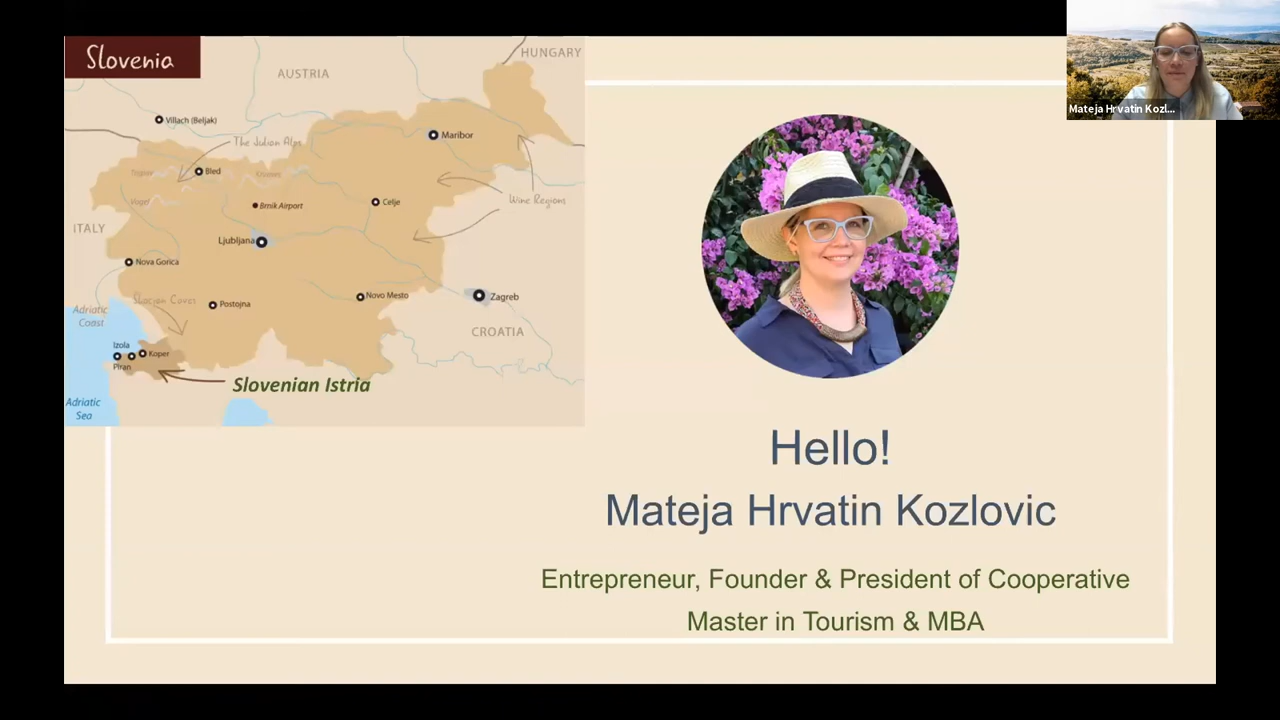 Slovenia
HUNGARY
AUSTRIA
Villach (Beljak)
Maribor
The Julian Alps
Bled
Wine Regions
Brnik Airport
Celje
Vogel
ITALY
Ljubljana
Nova Gorica
Novo Mesto
Zagreb
Postojna
Adriatic
Coast
CROATIA
Izola
Koper
Piran
Slovenian Istria
Adriatic
Sea
Mateja Hrvatin Kozl...
Hello!
Mateja Hrvatin Kozlovic
Entrepreneur, Founder & President of Cooperative
Master in Tourism & MBA